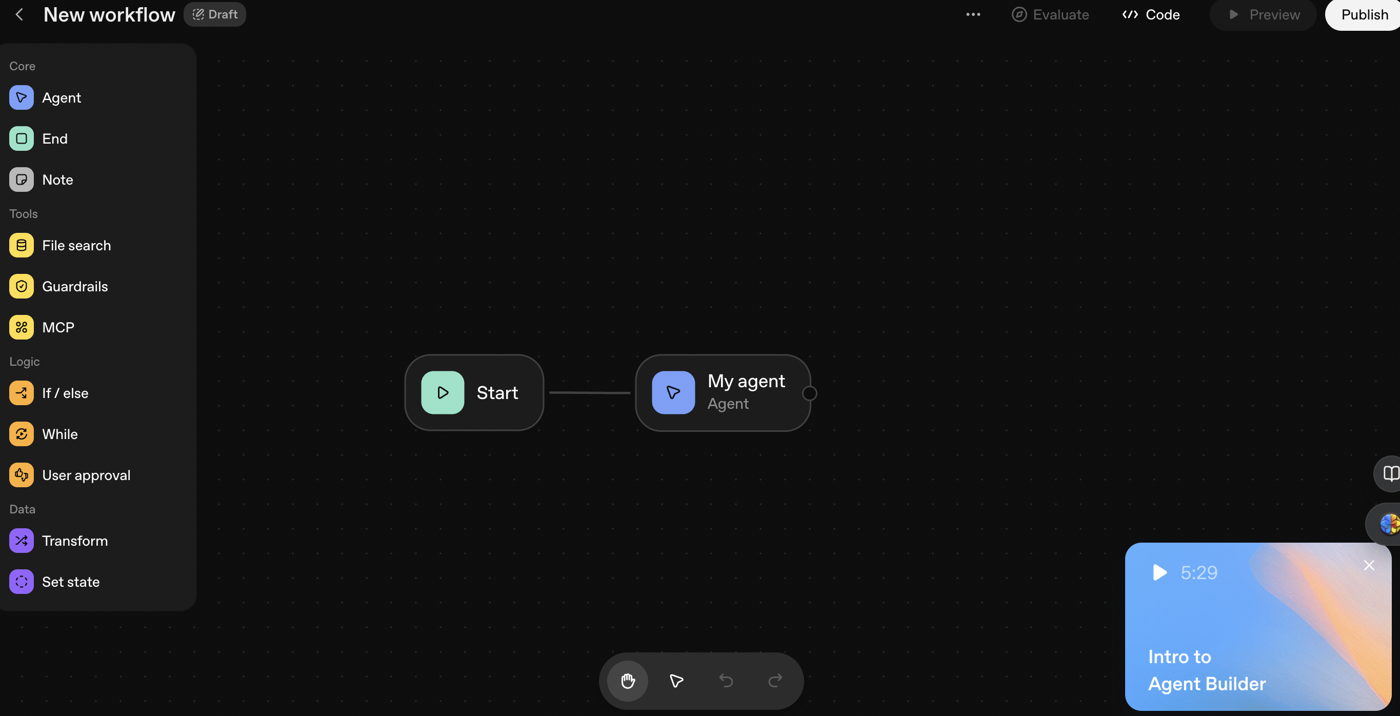 New workflow
Draft
Evaluate
Code
Preview
Publish
Core
Agent
End
Note
Tools
File search
Guardrails
MCP
Logic
If / else
While
User approval
Data
Transform
Set state
Start
My agent
Agent
5:29
Intro to
Agent Builder